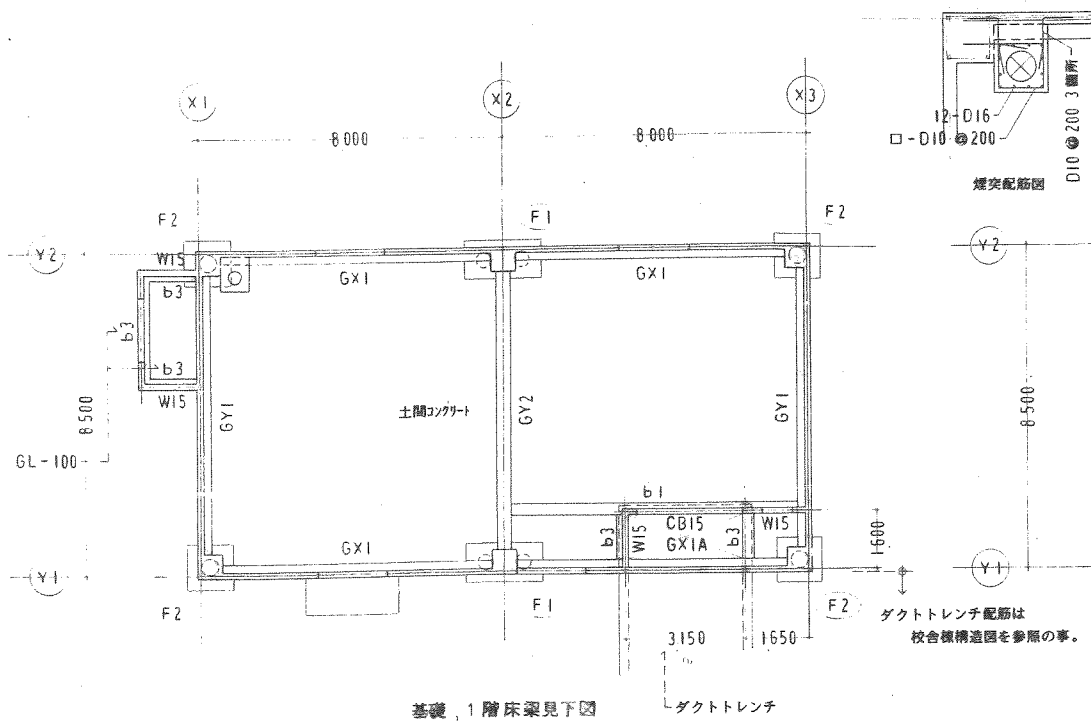 X1
X2
X3
8000
8000
12-D16
□-D10@200
D10@200 3箇所
煙突配筋図
F2
F1
F2
Y2
W15
b3
GX1
GX1
Y2
b3
b3
W15
8500
GY1
土間コンクリート
GY2
GY1
8500
GL-100
b1
b3
W15
CB15
GX1A
b3
W15
1600
GX1
Y1
Y1
F2
F1
F2
ダクトトレンチ配筋は
校舎棟構造図を参照の事。
3150
1650
ダクトトレンチ
基礎,1階床梁見下図